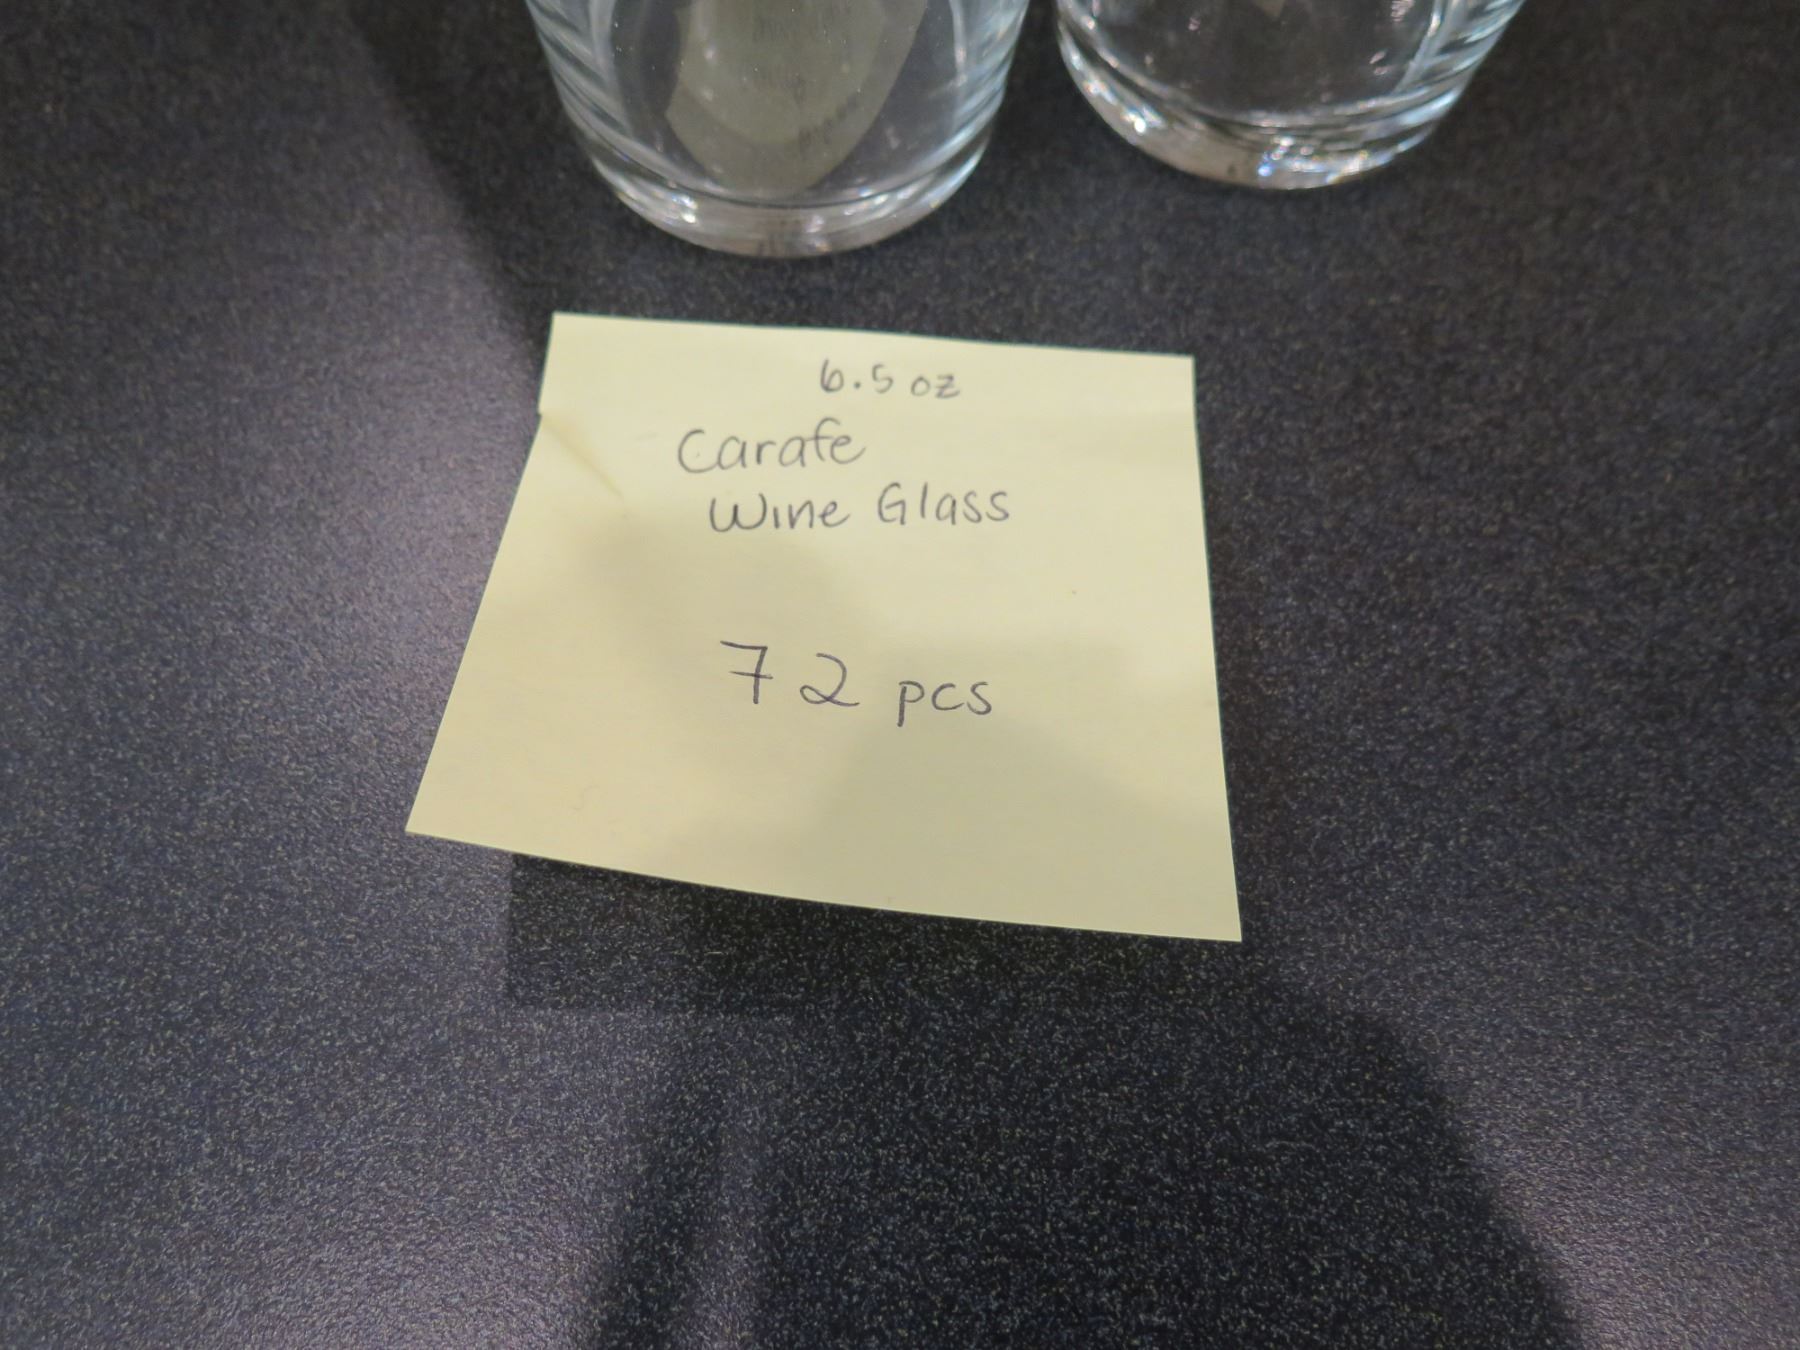 6.5 oz
Carafe
Wine Glass
72 pcs